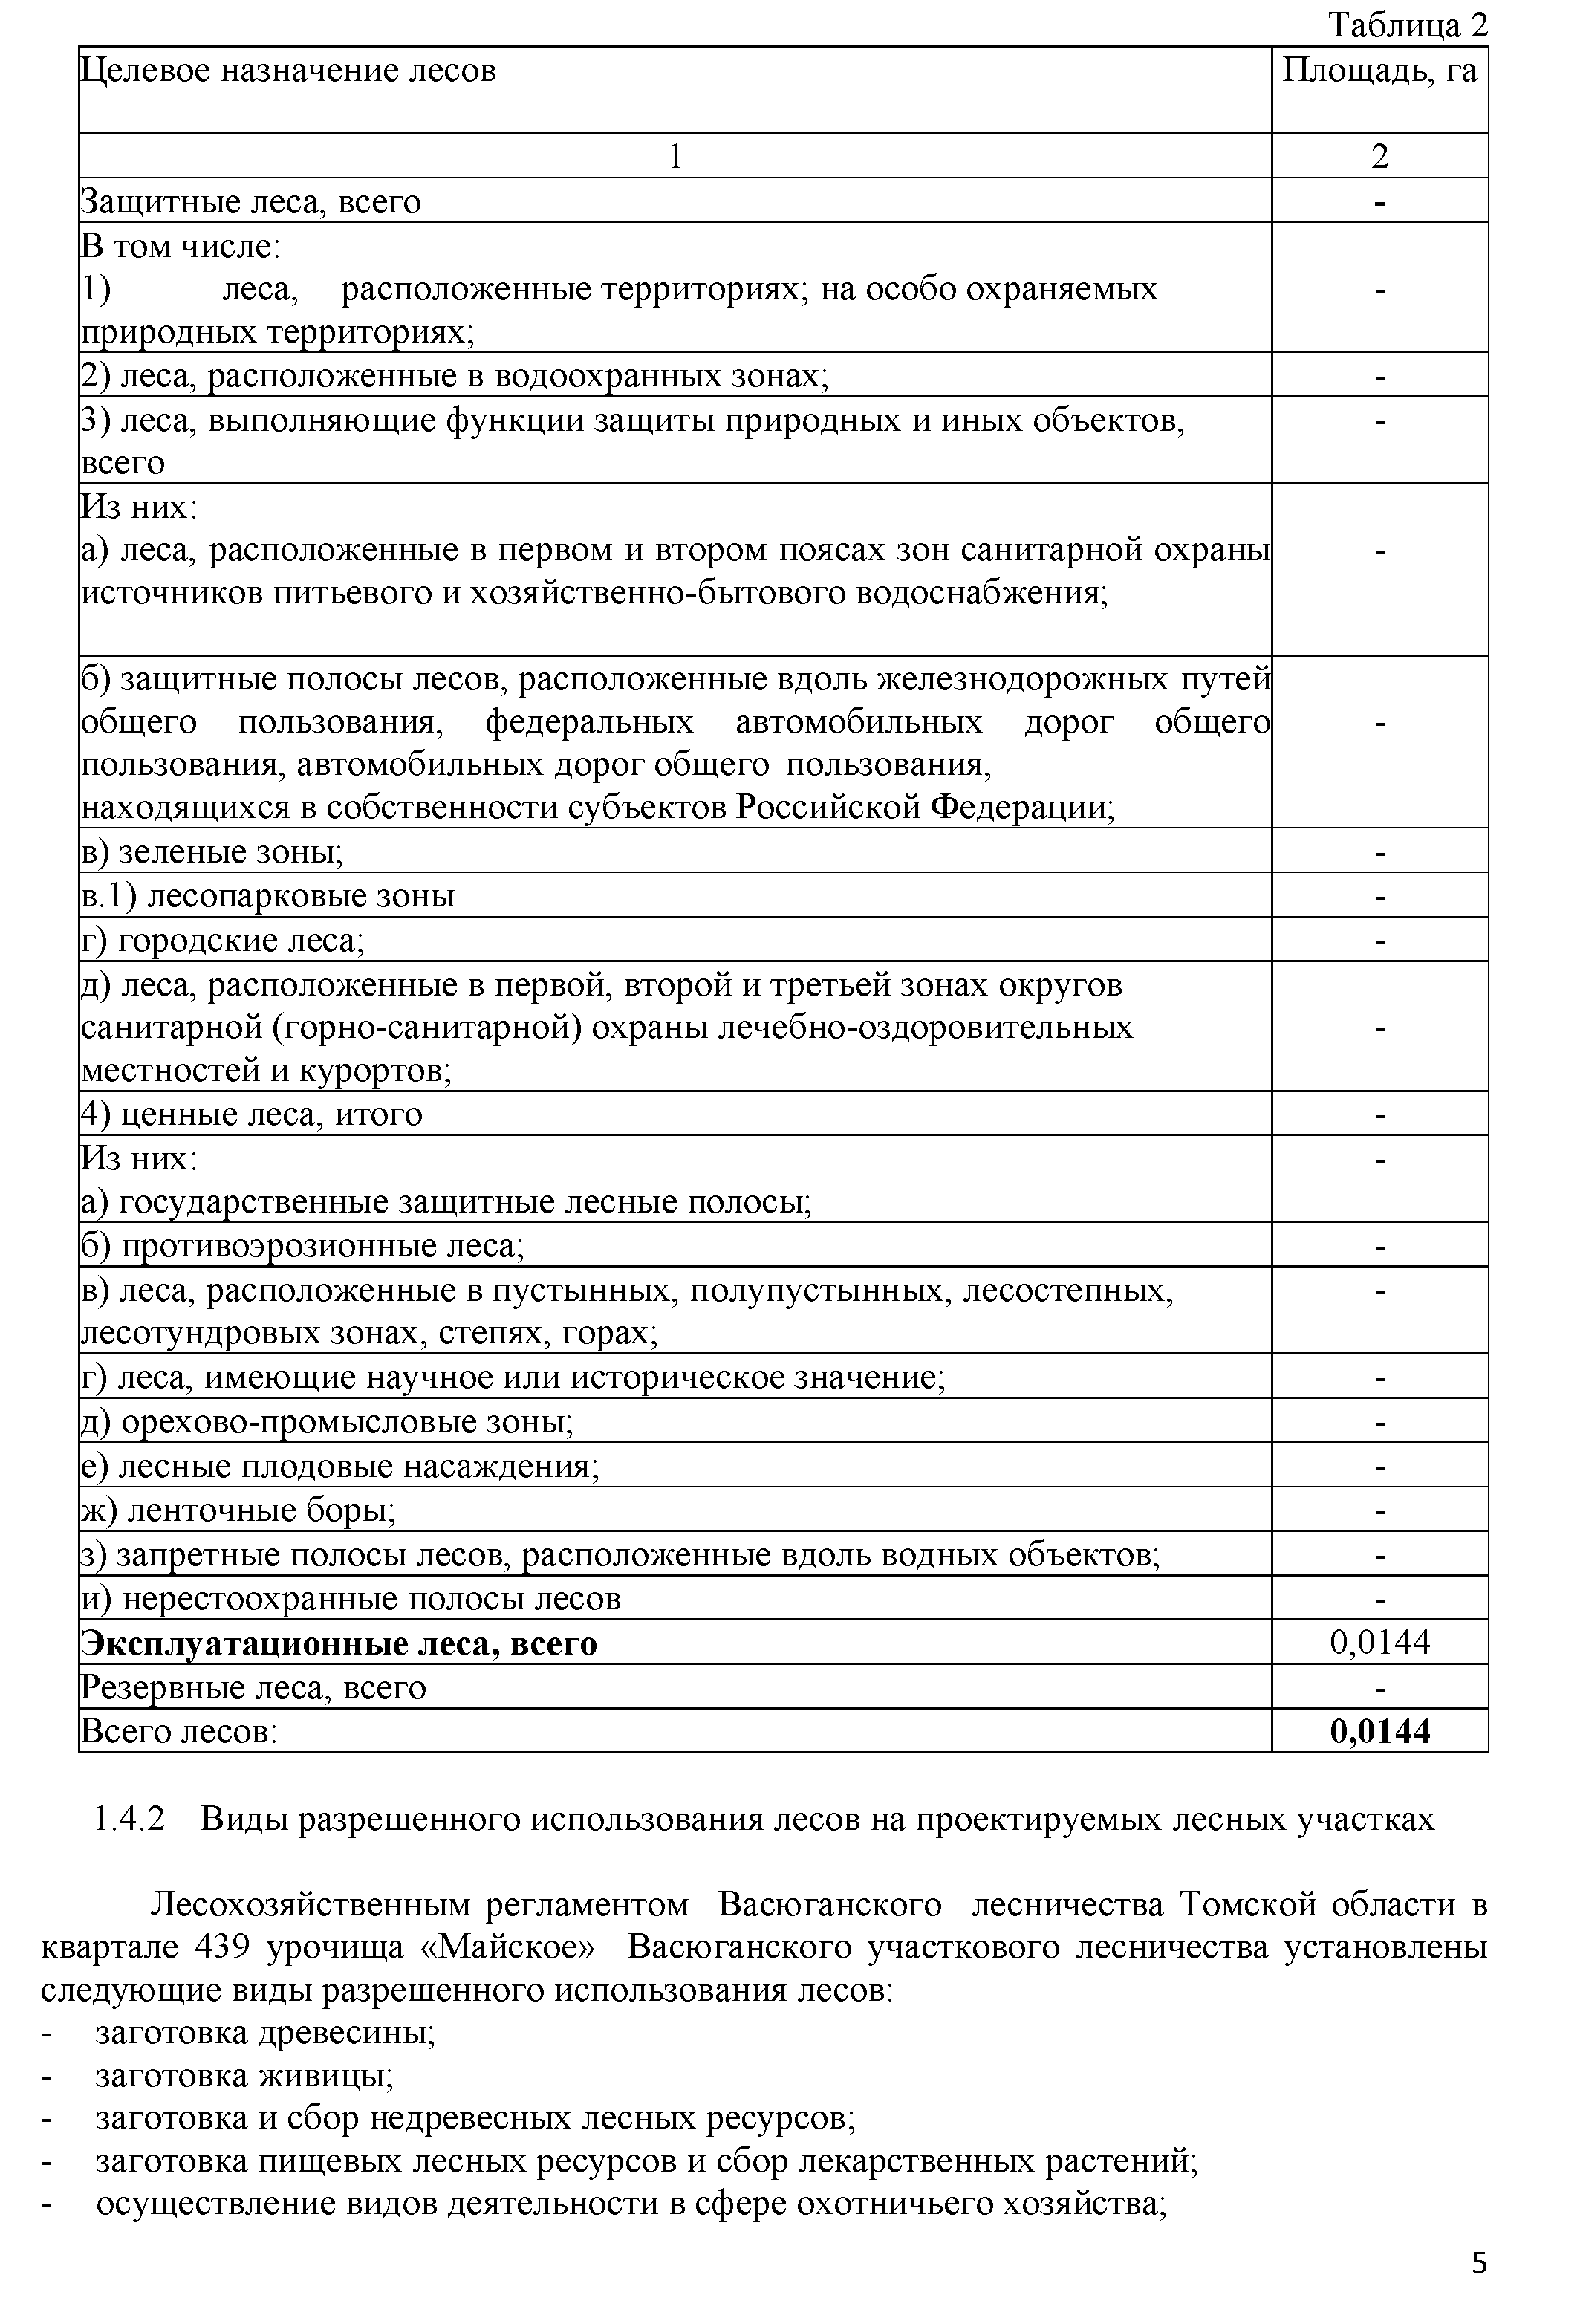 Таблица 2
Целевое назначение лесов
Площадь, га
1
2
Защитные леса, всего
-
В том числе:
1) леса, расположенные территориях; на особо охраняемых
-
природных территориях;
2) леса, расположенные в водоохранных зонах;
-
3) леса, выполняющие функции защиты природных и иных объектов,
-
всего
Из них:
а) леса, расположенные в первом и втором поясах зон санитарной охраны
-
источников питьевого и хозяйственно-бытового водоснабжения;
б) защитные полосы лесов, расположенные вдоль железнодорожных путей
общего пользования, федеральных автомобильных дорог общего
-
пользования, автомобильных дорог общего пользования,
находящихся в собственности субъектов Российской Федерации;
в) зеленые зоны;
-
в.1) лесопарковые зоны
-
г) городские леса;
-
д) леса, расположенные в первой, второй и третьей зонах округов
санитарной (горно-санитарной) охраны лечебно-оздоровительных
-
местностей и курортов;
4) ценные леса, итого
-
Из них:
-
а) государственные защитные лесные полосы;
б) противоэрозионные леса;
-
в) леса, расположенные в пустынных, полупустынных, лесостепных,
-
лесотундровых зонах, степях, горах;
г) леса, имеющие научное или историческое значение;
-
д) орехово-промысловые зоны;
-
е) лесные плодовые насаждения;
-
ж) ленточные боры;
-
з) запретные полосы лесов, расположенные вдоль водных объектов;
-
и) нерестоохранные полосы лесов
-
Эксплуатационные леса, всего
0,0144
Резервные леса, всего
-
Всего лесов:
0,0144
1.4.2 Виды разрешенного использования лесов на проектируемых лесных участках
Лесохозяйственным регламентом Васюганского лесничества Томской области в
квартале 439 урочища «Майское» Васюганского участкового лесничества установлены
следующие виды разрешенного использования лесов:
- заготовка древесины;
- заготовка живицы;
- заготовка и сбор недревесных лесных ресурсов;
- заготовка пищевых лесных ресурсов и сбор лекарственных растений;
- осуществление видов деятельности в сфере охотничьего хозяйства;
5